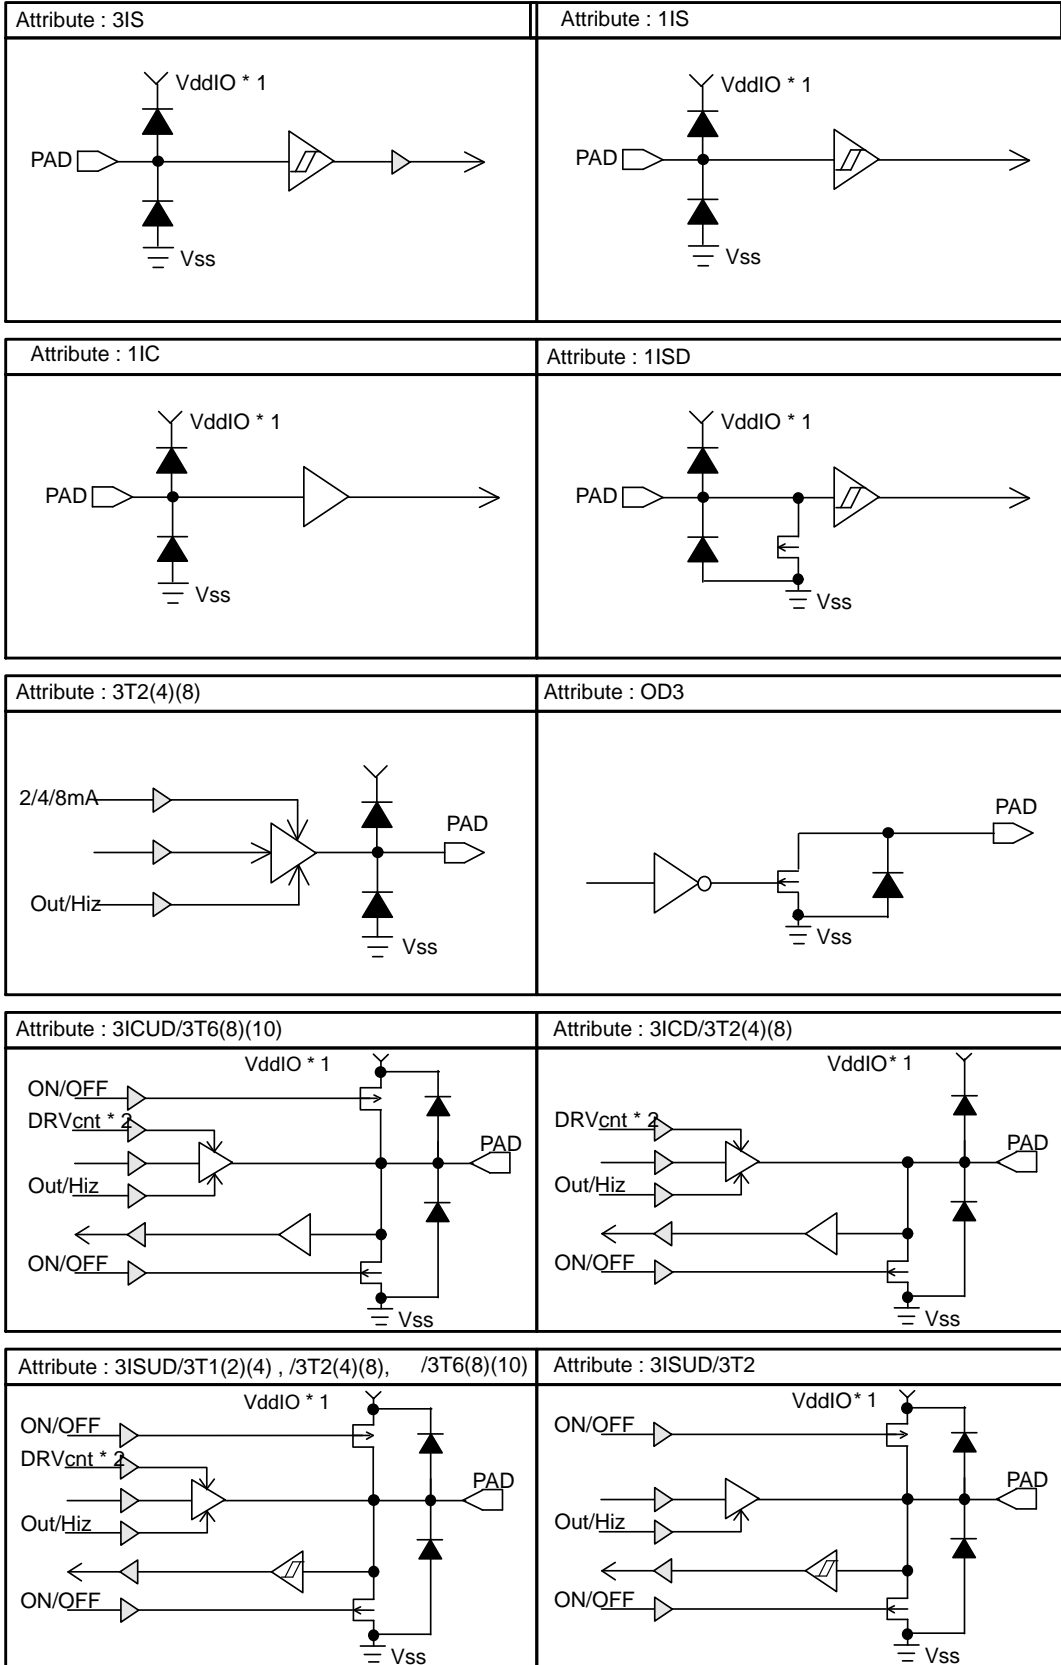 Attribute : 3IS
VddIO * 1
PAD
Vss
Attribute : 1IS
VddIO * 1
PAD
Vss
Attribute : 1IC
VddIO * 1
PAD
Vss
Attribute : 1ISD
VddIO * 1
PAD
Vss
Attribute : 3T2(4)(8)
2/4/8mA
PAD
Out/Hiz
Vss
Attribute : OD3
PAD
Vss
Attribute : 3ICUD/3T6(8)(10)
VddIO * 1
ON/OFF
DRVcnt * 2
PAD
Out/Hiz
ON/OFF
Vss
Attribute : 3ICD/3T2(4)(8)
VddIO* 1
DRVcnt * 2
PAD
Out/Hiz
ON/OFF
Vss
Attribute : 3ISUD/3T1(2)(4) , /3T2(4)(8), /3T6(8)(10)
VddIO * 1
ON/OFF
DRVcnt * 2
PAD
Out/Hiz
ON/OFF
Vss
Attribute : 3ISUD/3T2
VddIO* 1
ON/OFF
PAD
Out/Hiz
ON/OFF
Vss